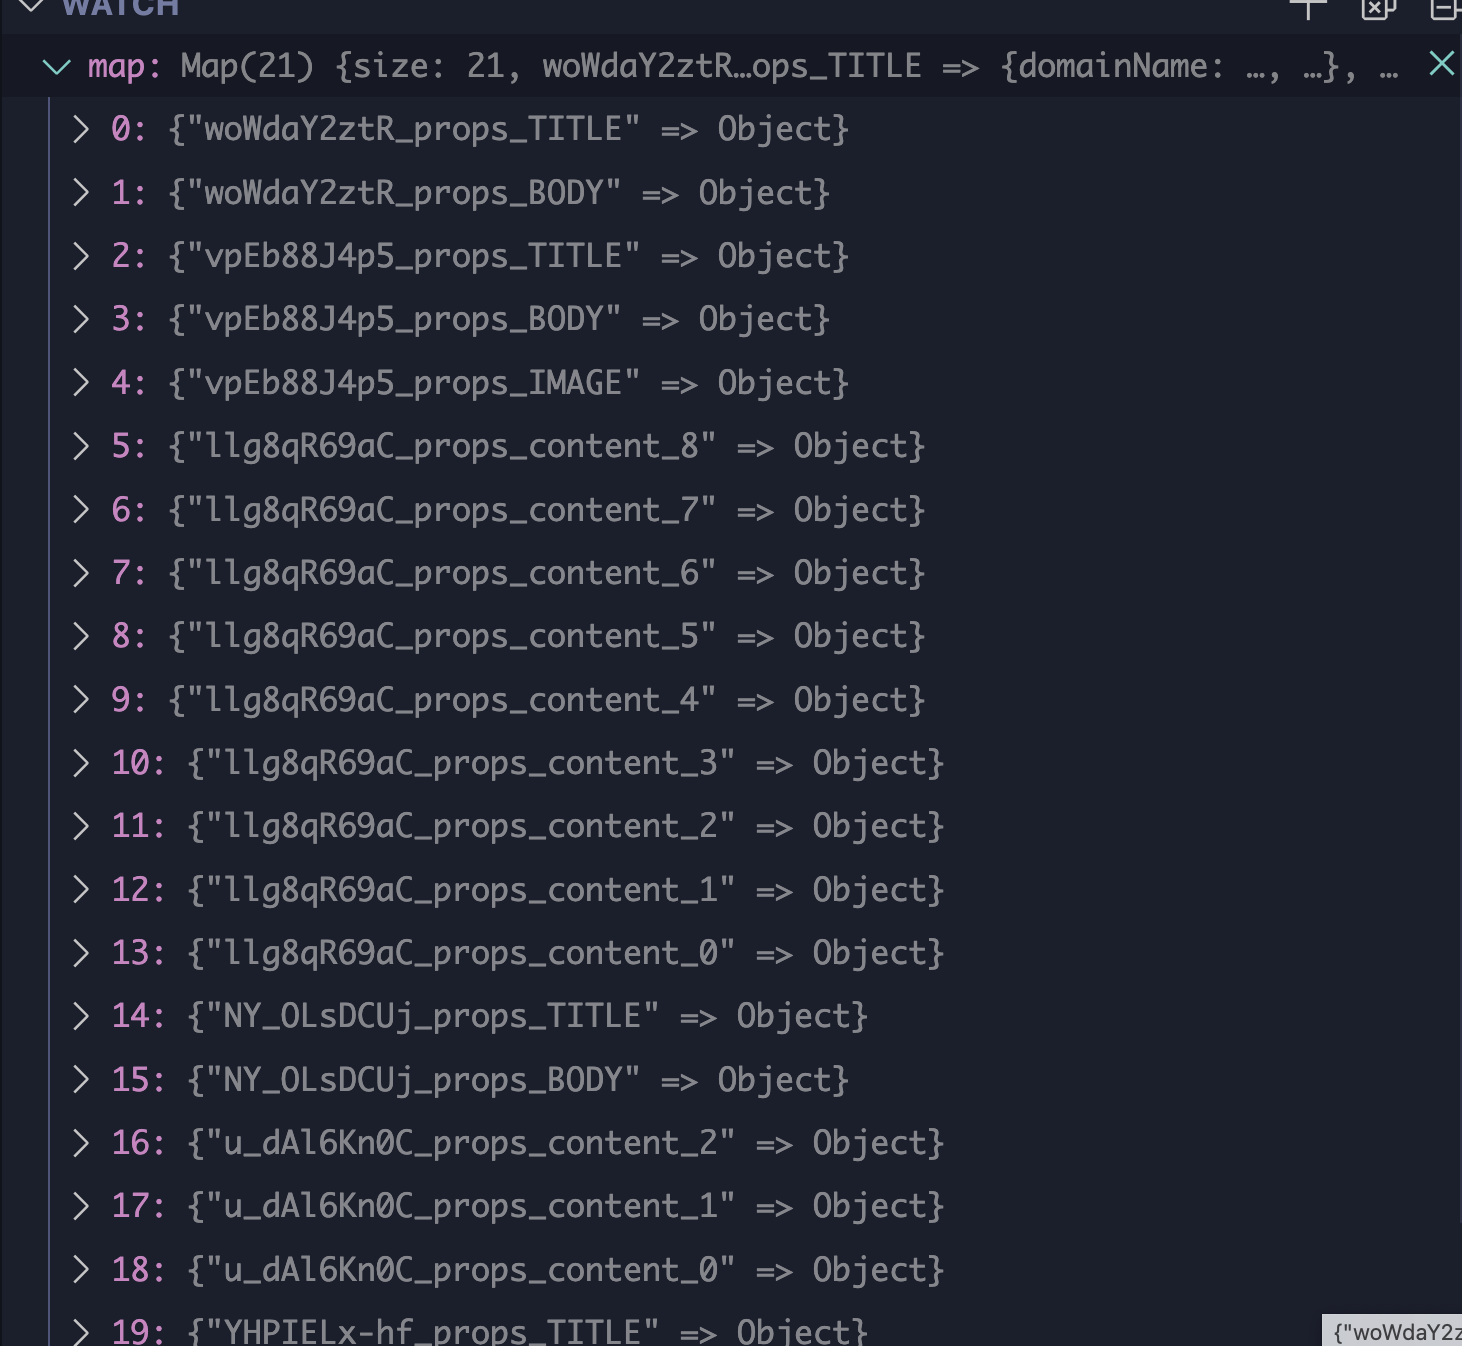 WATCH
map: Map(21) {size: 21, woWdaY2ztR…ops_TITLE => {domainName: …, …}, …
0: {"woWdaY2ztR_props_TITLE" => Object}
1: {"woWdaY2ztR_props_BODY" => Object}
2: {"vpEb88J4p5_props_TITLE" => Object}
3: {"vpEb88J4p5_props_BODY" => Object}
4: {"vpEb88J4p5_props_IMAGE" => Object}
5: {"llg8qR69aC_props_content_8" => Object}
6: {"llg8qR69aC_props_content_7" => Object}
7: {"llg8qR69aC_props_content_6" => Object}
8: {"llg8qR69aC_props_content_5" => Object}
9: {"llg8qR69aC_props_content_4" => Object}
10: {"llg8qR69aC_props_content_3" => Object}
11: {"llg8qR69aC_props_content_2" => Object}
12: {"llg8qR69aC_props_content_1" => Object}
13: {"llg8qR69aC_props_content_0" => Object}
14: {"NY_OLsDCUj_props_TITLE" => Object}
15: {"NY_OLsDCUj_props_BODY" => Object}
16: {"u_dAl6Kn0C_props_content_2" => Object}
17: {"u_dAl6Kn0C_props_content_1" => Object}
18: {"u_dAl6Kn0C_props_content_0" => Object}
19: {"YHPIELx-hf_props_TITLE" => Object}
{"woWdaY2z